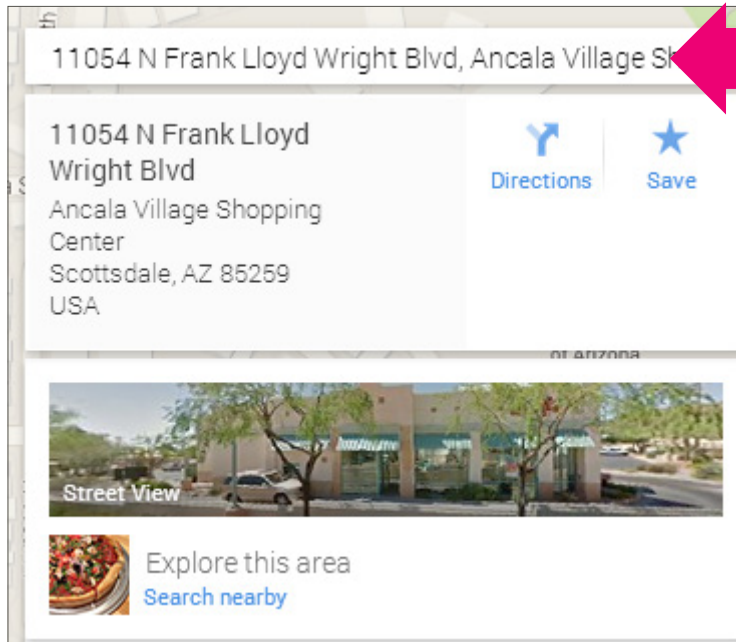 11054 N Frank Lloyd Wright Blvd, Ancala Village
11054 N Frank Lloyd
Wright Blvd
Ancala Village Shopping
Center
Scottsdale, AZ 85259
USA
Directions
Save
of Arizona
Street View
Explore this area
Search nearby